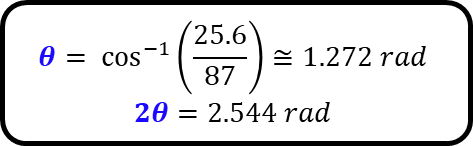 θ = cos⁻¹(25.6/87) ≅ 1.272 rad
2θ = 2.544 rad